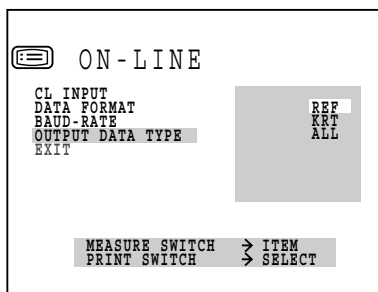 ON-LINE
CL INPUT
DATA FORMAT
BAUD-RATE
OUTPUT DATA TYPE
EXIT
REF
KRT
ALL
MEASURE SWITCH → ITEM
PRINT SWITCH → SELECT